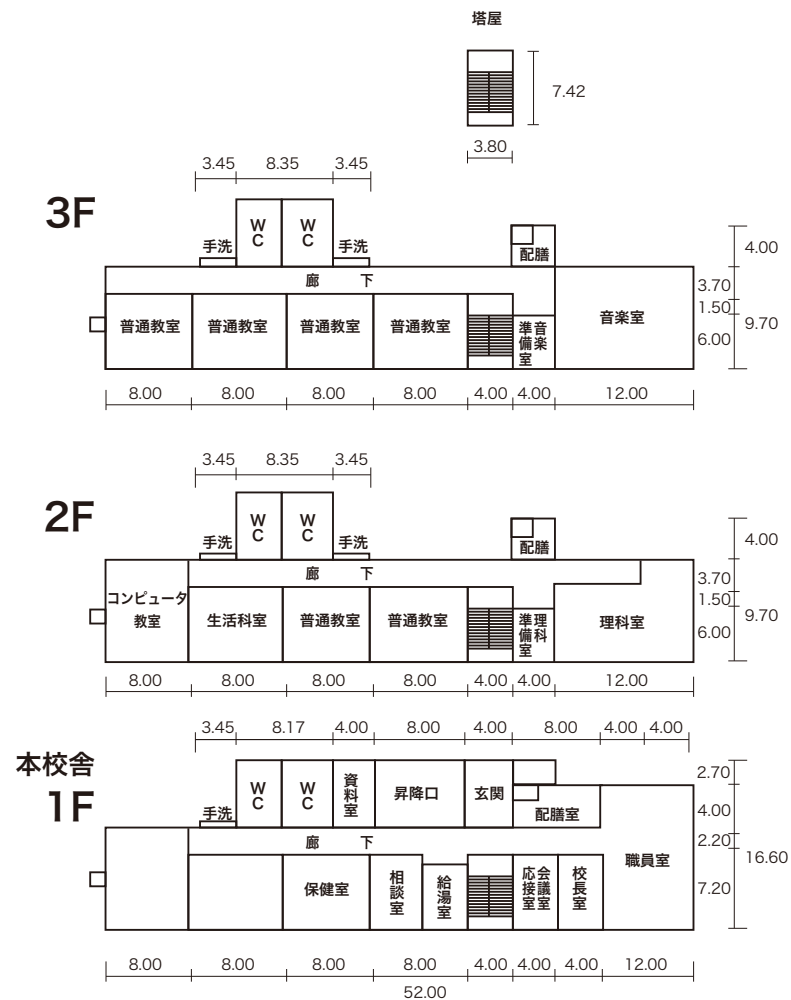 塔屋
7.42
3.80
3.45 8.35 3.45
3F
WC WC
手洗 手洗
配膳
4.00
廊 下
3.70
1.50
9.70
6.00
普通教室 普通教室 普通教室 普通教室
音楽準備室
音楽室
8.00 8.00 8.00 8.00 4.00 4.00 12.00
3.45 8.35 3.45
2F
WC WC
手洗 手洗
配膳
4.00
廊 下
3.70
1.50
9.70
6.00
コンピュータ
教室
生活科室 普通教室 普通教室
理科準備室
理科室
8.00 8.00 8.00 8.00 4.00 4.00 12.00
3.45 8.17 4.00 8.00 4.00 8.00 4.00 4.00
本校舎
1F
WC WC
資料室
昇降口
玄関
手洗
配膳室
2.70
4.00
2.20
16.60
7.20
廊 下
職員室
保健室
相談室
給湯室
会議室
応接室
校長室
8.00 8.00 8.00 8.00 4.00 4.00 4.00 12.00
52.00